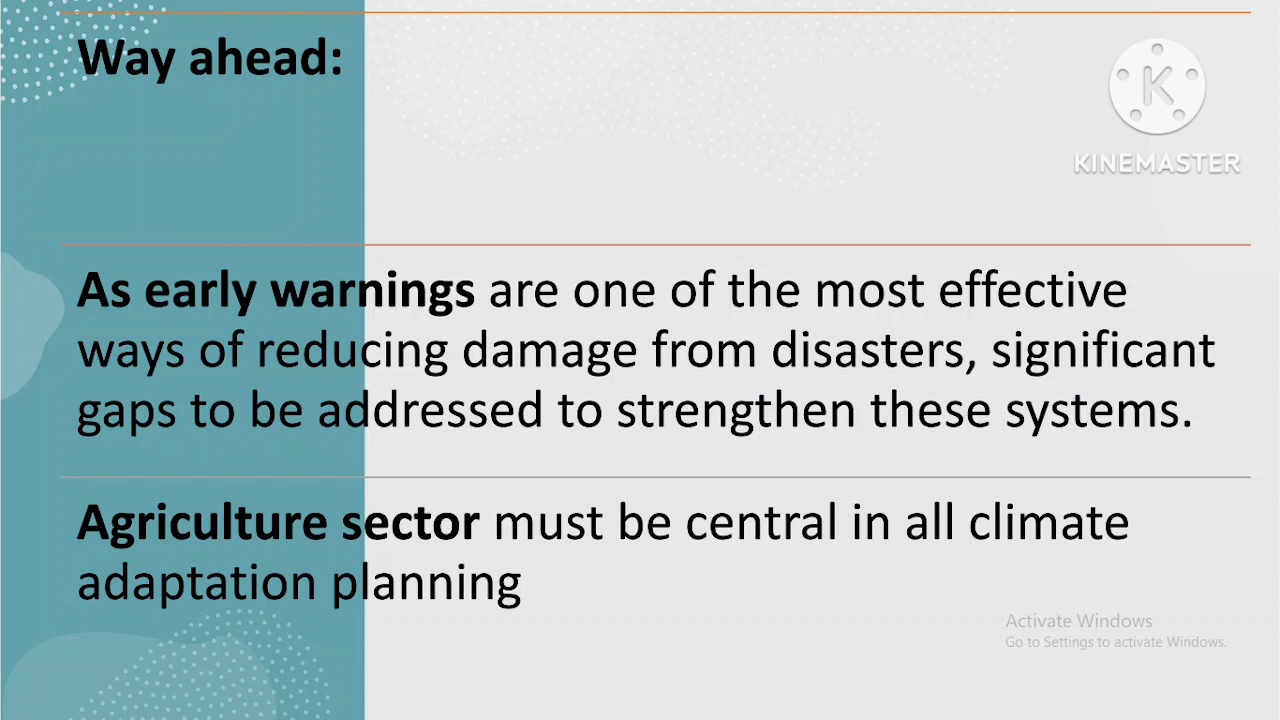 Way ahead:
KINEMASTER
As early warnings are one of the most effective
ways of reducing damage from disasters, significant
gaps to be addressed to strengthen these systems.
Agriculture sector must be central in all climate
adaptation planning
Activate Windows
Go to Settings to activate Windows.